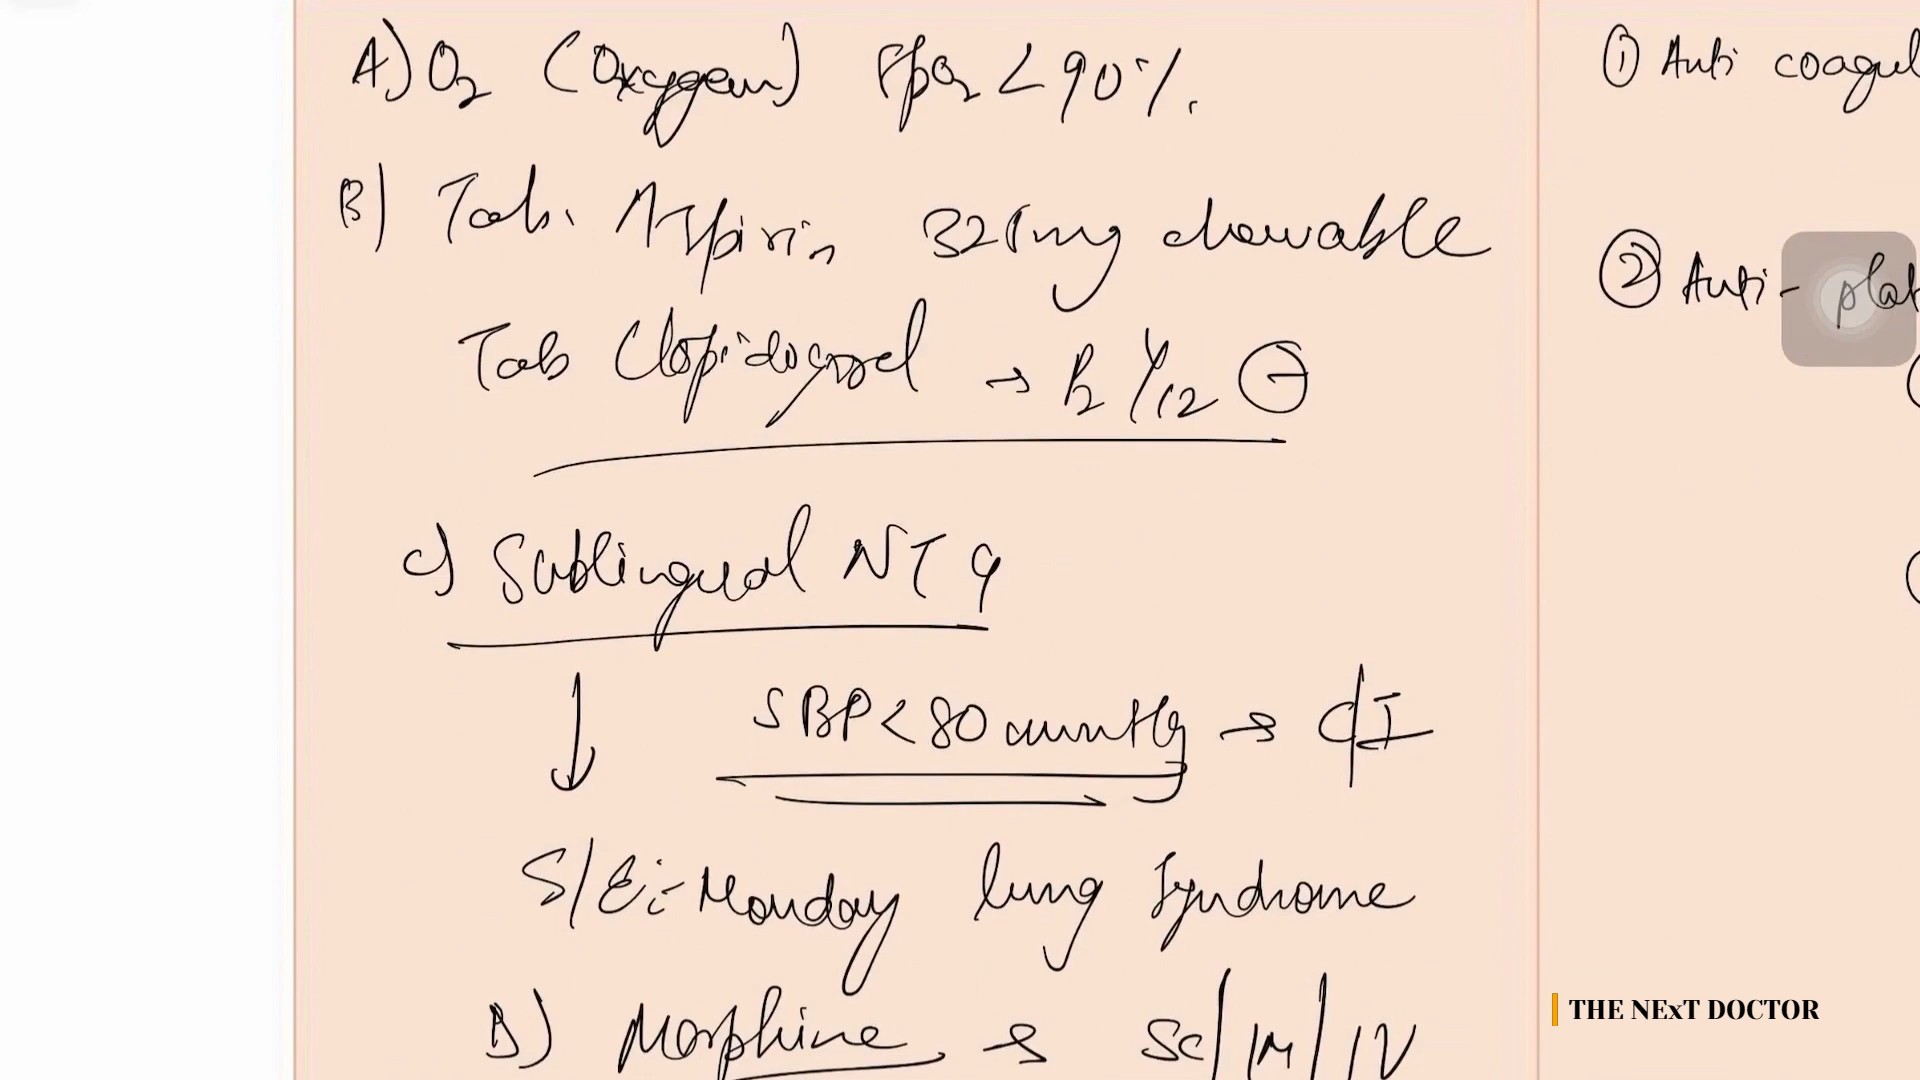 A) O2 (Oxygen) SpO2 < 90%.
B) Tab. Aspirin 325mg chewable
Tab Clopidogrel → P2Y12 ⊖
C) Sublingual NTG
↓ SBP < 80 mmHg → CI
S/E:- Monday lung Syndrome
D) Morphine → SC/IM/IV
① Anti coagul
② Anti- plat
THE NExT DOCTOR